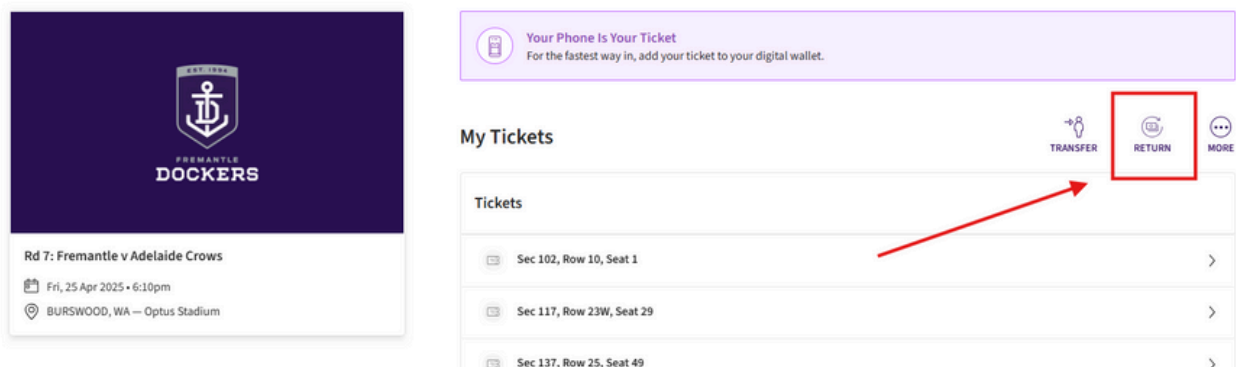 EST. 1994
FREMANTLE
DOCKERS
Rd 7: Fremantle v Adelaide Crows
Fri, 25 Apr 2025 • 6:10pm
BURSWOOD, WA — Optus Stadium
Your Phone Is Your Ticket
For the fastest way in, add your ticket to your digital wallet.
My Tickets
TRANSFER
RETURN
MORE
Tickets
Sec 102, Row 10, Seat 1
Sec 117, Row 23W, Seat 29
Sec 137, Row 25, Seat 49